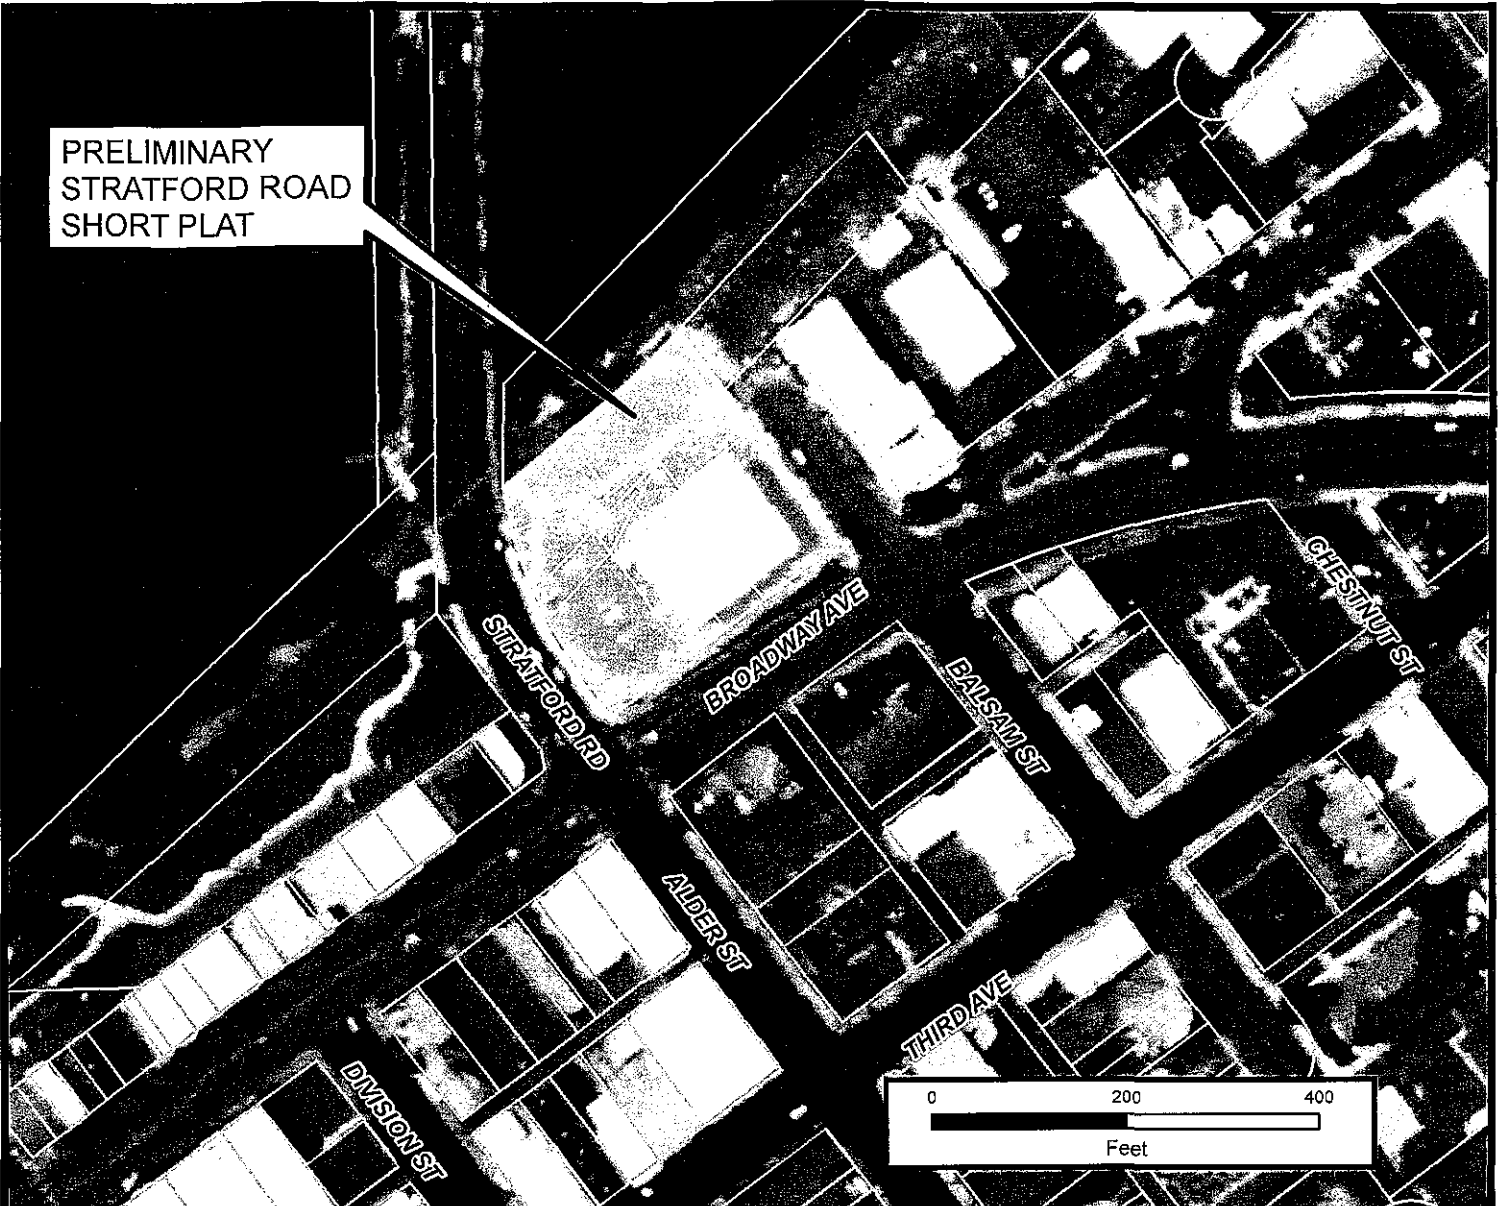 PRELIMINARY
STRATFORD ROAD
SHORT PLAT
CHESTNUT ST
BROADWAY AVE
STRATFORD RD
BALSAM ST
ALDER ST
THIRD AVE
DIVISION ST
0 200 400
Feet